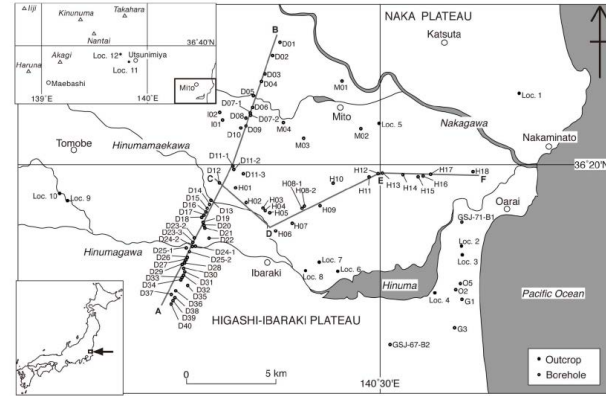 Iiji
Kinunuma
Takahara
Nantai
Akagi
Loc. 12
Utsunomiya
Haruna
Loc. 11
Maebashi
Mito
139°E
140° E
36°40'N
NAKA PLATEAU
Katsuta
B
D01
D02
D03
D04
D05
D06
D07-1
D07-2
D08
D09
D10
I02
I01
M01
Mito
M04
M02
Loc. 5
M03
Loc. 1
Nakagawa
Nakaminato
Tomobe
Hinumamaekawa
D11-1
D11-2
D11-3
D12
C
H01
36°20'N
H12
E
H13
H14
H15
H16
H17
H18
F
H11
H10
Loc. 10
Loc. 9
D14
D15
D16
D17
D18
D13
D19
D20
D21
D22
D23-2
D23-3
D24-2
D24-1
D25-1
D25-2
D26
D27
D28
D29
D30
D33
D31
D34
D32
D37
D35
D36
D38
D39
D40
A
H02
H03
H04
H05
H08-1
H08-2
H09
H07
D
H06
Oarai
GSJ-71-B1
Loc. 2
Loc. 3
Hinumagawa
Ibaraki
Loc. 7
Loc. 8
Loc. 6
Hinuma
Loc. 4
O5
O2
G1
G3
Pacific Ocean
HIGASHI-IBARAKI PLATEAU
GSJ-67-B2
Outcrop
Borehole
0
5 km
140°30'E